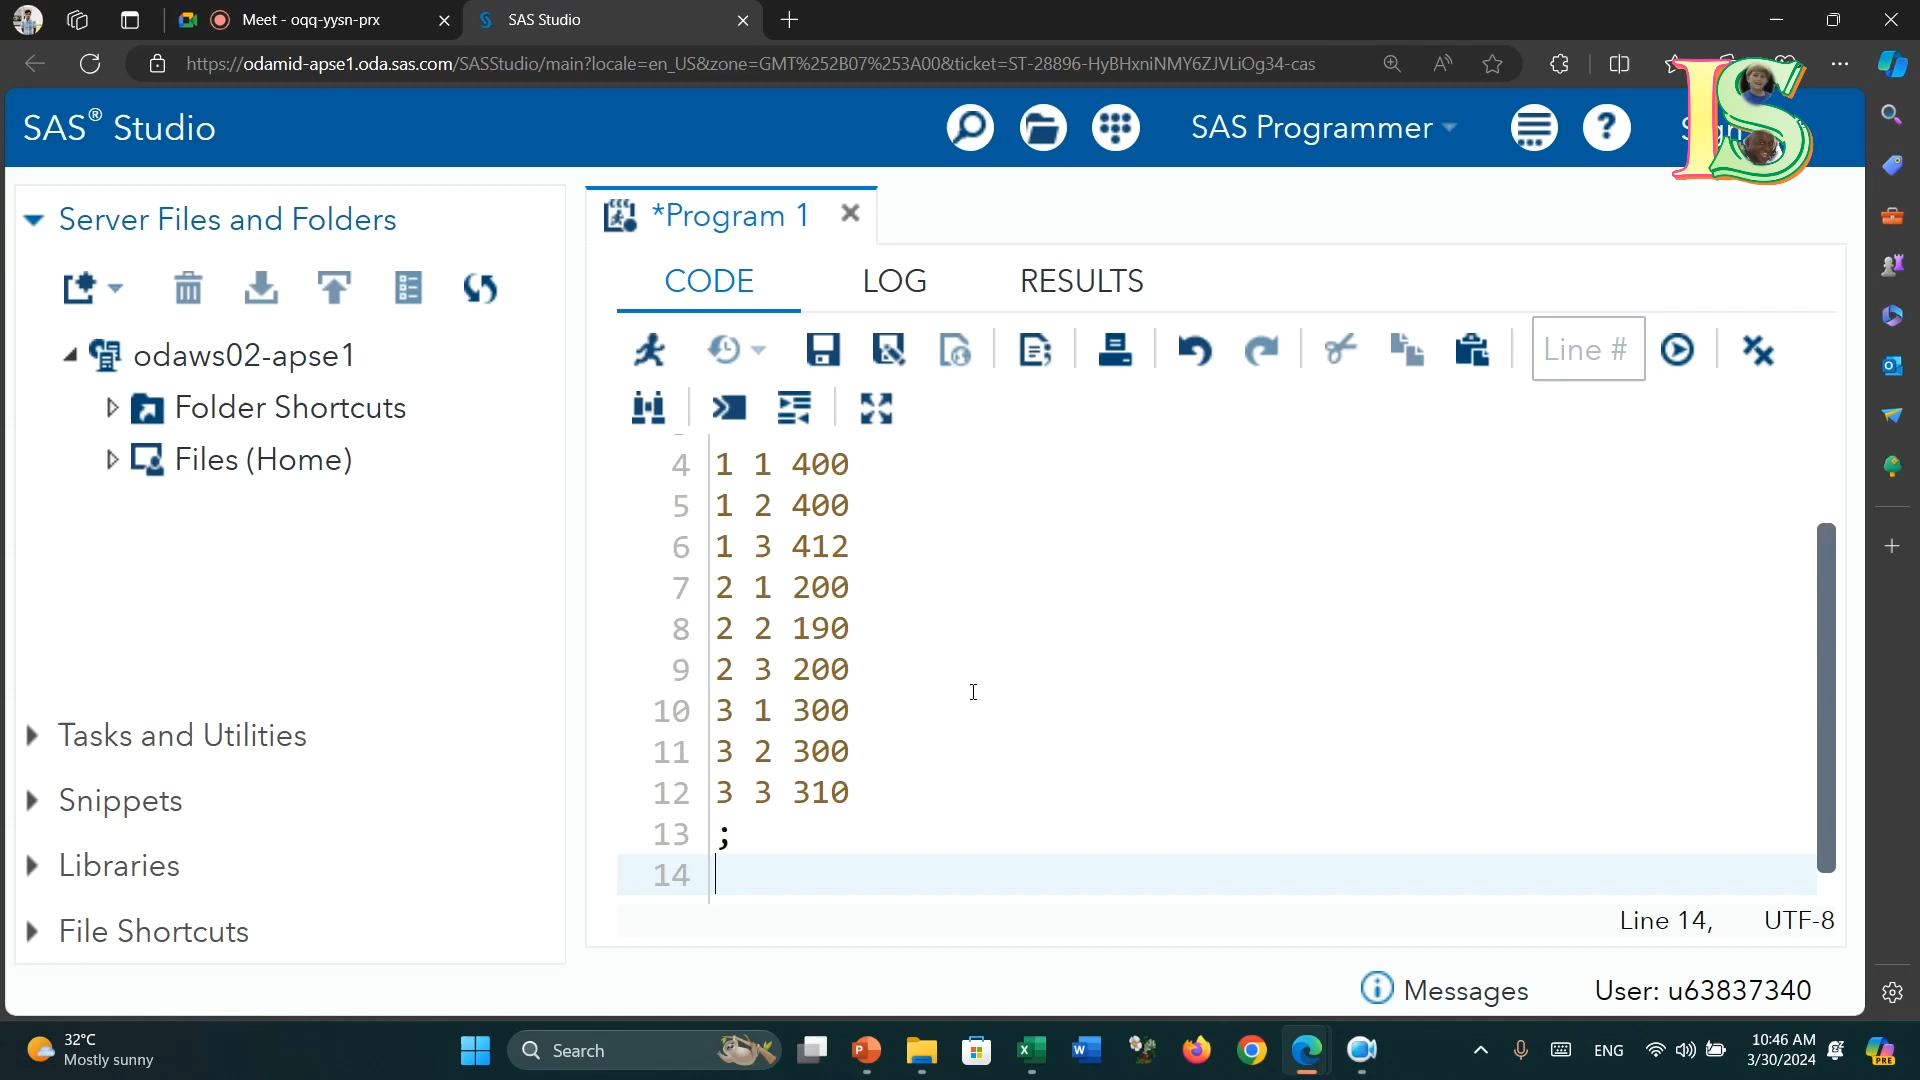 Meet - oqq-yysn-prx
SAS Studio
https://odamid-apse1.oda.sas.com/SASStudio/main?locale=en_US&zone=GMT%252B07%253A00&ticket=ST-28896-HyBHxniNMY6ZJVLiOg34-cas
SAS® Studio
SAS Programmer
IS
Server Files and Folders
*Program 1
CODE LOG RESULTS
Line #
odaws02-apse1
Folder Shortcuts
Files (Home)
4 1 1 400
5 1 2 400
6 1 3 412
7 2 1 200
8 2 2 190
9 2 3 200
10 3 1 300
11 3 2 300
12 3 3 310
13 ;
14
Tasks and Utilities
Snippets
Libraries
File Shortcuts
Line 14, UTF-8
Messages User: u63837340
32°C
Mostly sunny
Search
ENG
10:46 AM
3/30/2024
PRE